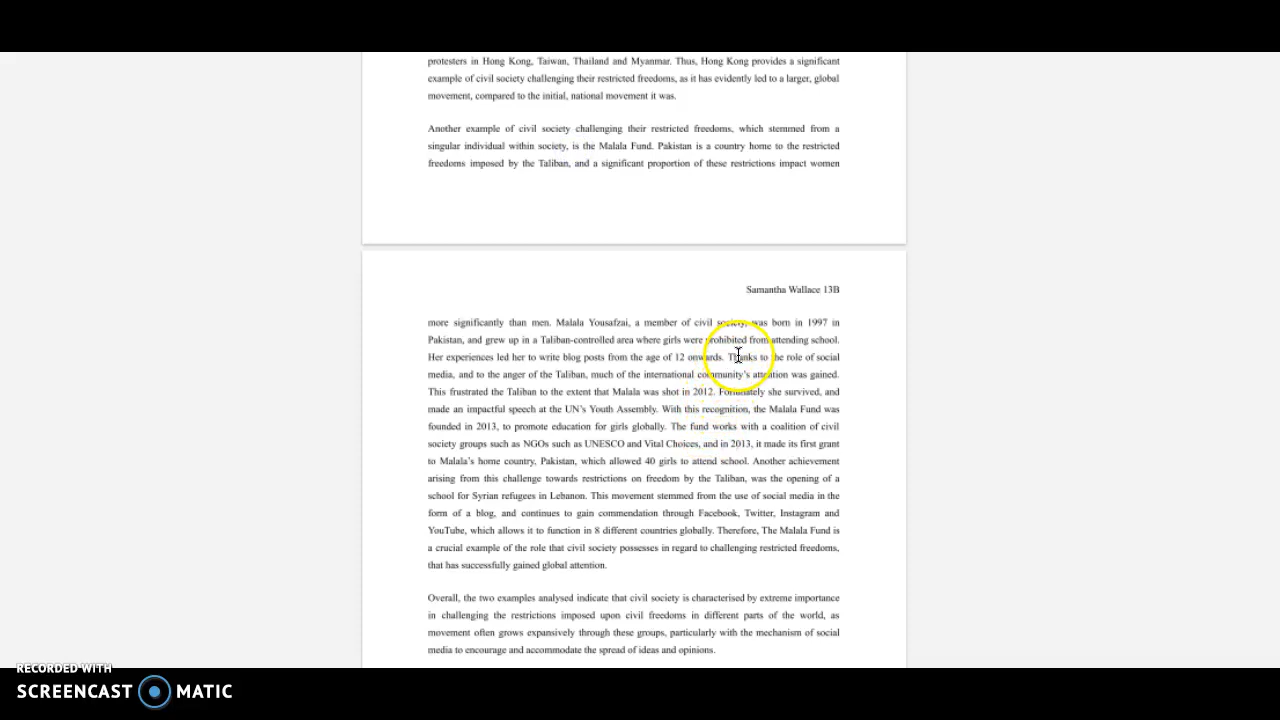 protesters in Hong Kong, Taiwan, Thailand and Myanmar. Thus, Hong Kong provides a significant
example of civil society challenging their restricted freedoms, as it has evidently led to a larger, global
movement, compared to the initial, national movement it was.
Another example of civil society challenging their restricted freedoms, which stemmed from a
singular individual within society, is the Malala Fund. Pakistan is a country home to the restricted
freedoms imposed by the Taliban, and a significant proportion of these restrictions impact women
Samantha Wallace 13B
more significantly than men. Malala Yousafzai, a member of civil society, was born in 1997 in
Pakistan, and grew up in a Taliban-controlled area where girls were prohibited from attending school.
Her experiences led her to write blog posts from the age of 12 onwards. Thanks to the role of social
media, and to the anger of the Taliban, much of the international community's attention was gained.
This frustrated the Taliban to the extent that Malala was shot in 2012. Fortunately she survived, and
made an impactful speech at the UN's Youth Assembly. With this recognition, the Malala Fund was
founded in 2013, to promote education for girls globally. The fund works with a coalition of civil
society groups such as NGOs such as UNESCO and Vital Choices, and in 2013, it made its first grant
to Malala's home country, Pakistan, which allowed 40 girls to attend school. Another achievement
arising from this challenge towards restrictions on freedom by the Taliban, was the opening of a
school for Syrian refugees in Lebanon. This movement stemmed from the use of social media in the
form of a blog, and continues to gain commendation through Facebook, Twitter, Instagram and
YouTube, which allows it to function in 8 different countries globally. Therefore, The Malala Fund is
a crucial example of the role that civil society possesses in regard to challenging restricted freedoms,
that has successfully gained global attention.
Overall, the two examples analysed indicate that civil society is characterised by extreme importance
in challenging the restrictions imposed upon civil freedoms in different parts of the world, as
movement often grows expansively through these groups, particularly with the mechanism of social
media to encourage and accommodate the spread of ideas and opinions.
RECORDED WITH
SCREENCAST MATIC